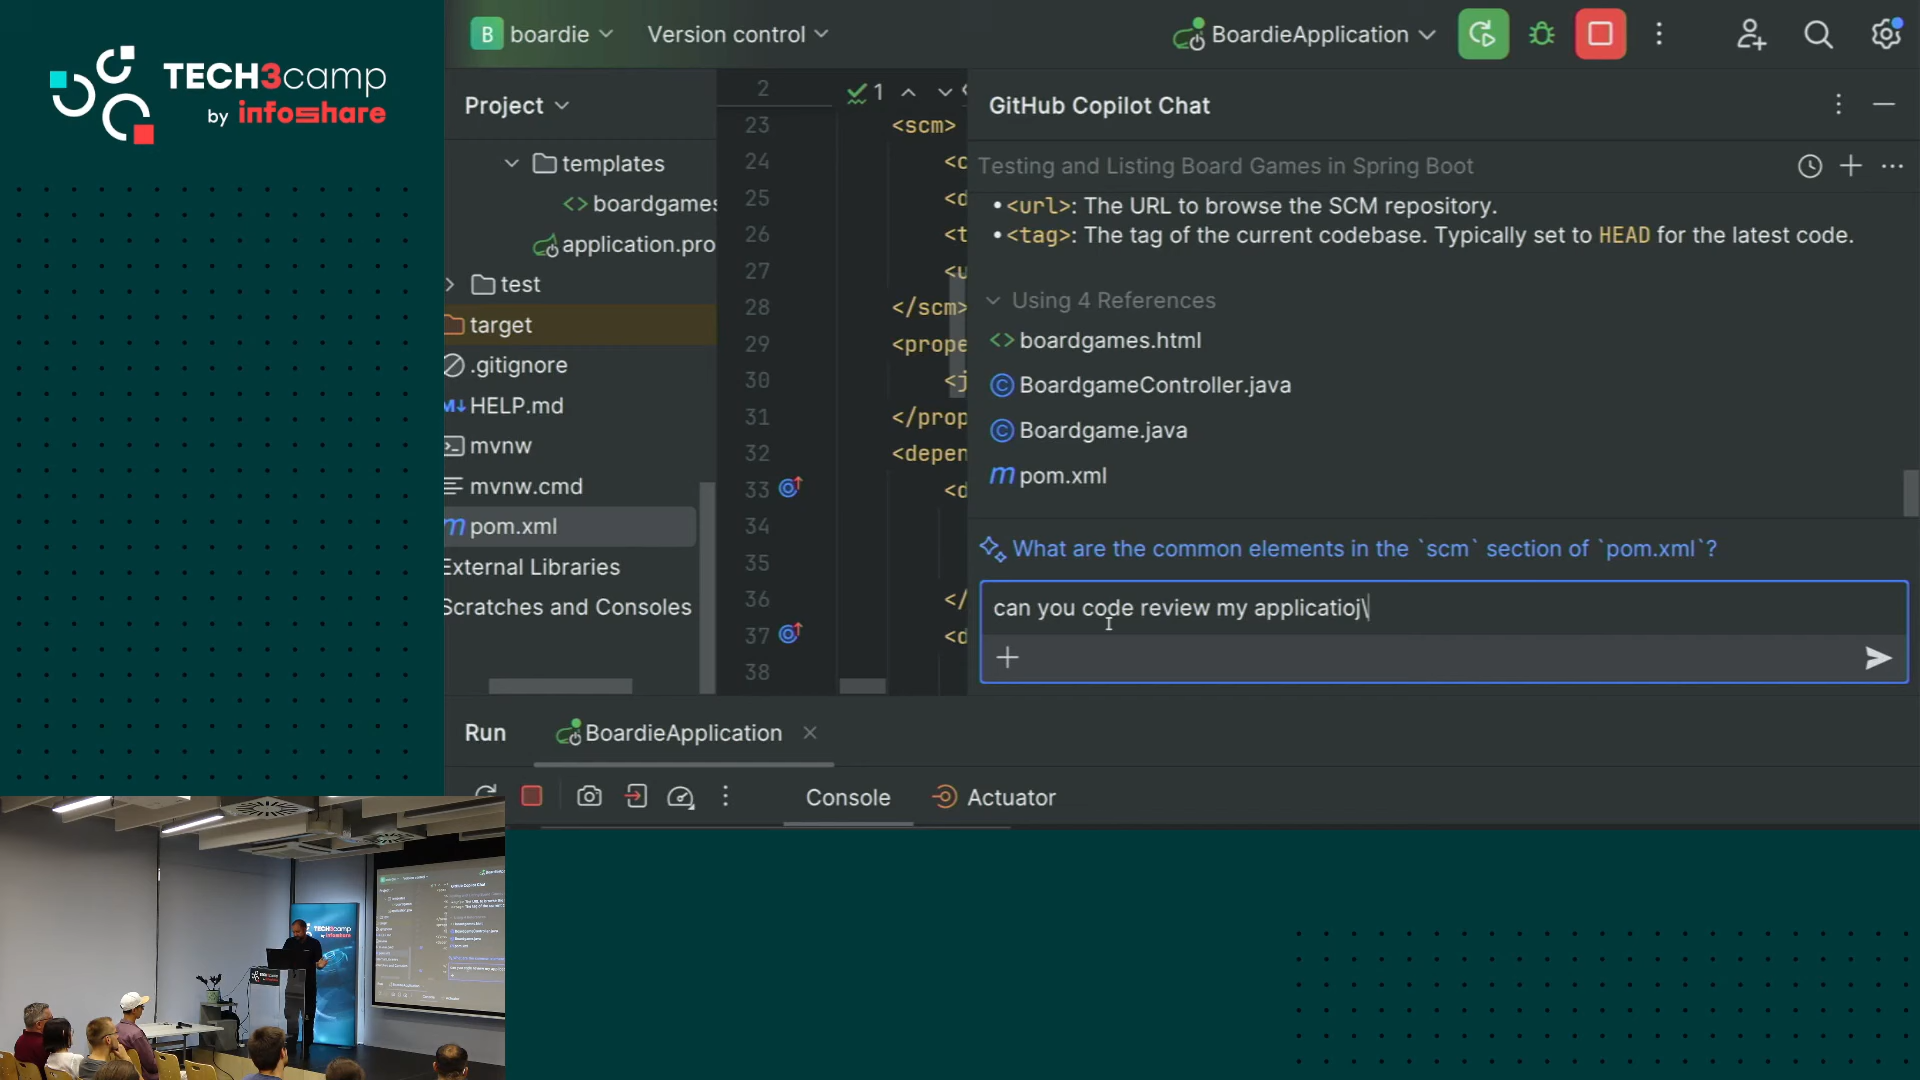 TECH3camp
by infoshare
B boardie
Version control
BoardieApplication
Project
templates
boardgames
application.pro
test
target
.gitignore
HELP.md
mvnw
mvnw.cmd
pom.xml
External Libraries
Scratches and Consoles
2
1
23 <scm>
24 <c
25 <d
26 <t
27 <u
28 </scm>
29 <prope
30 <j
31 </prop
32 <depen
33 <d
34
35
36 </
37 <d
38
GitHub Copilot Chat
Testing and Listing Board Games in Spring Boot
• <url>: The URL to browse the SCM repository.
• <tag>: The tag of the current codebase. Typically set to HEAD for the latest code.
Using 4 References
<> boardgames.html
BoardgameController.java
Boardgame.java
m pom.xml
What are the common elements in the `scm` section of `pom.xml`?
can you code review my applicatioj\
Run
BoardieApplication
Console
Actuator
TECH3camp
by infoshare
TECH3camp